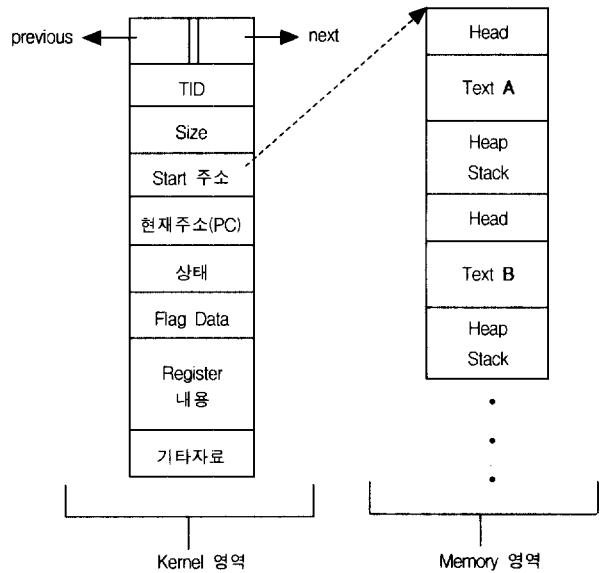 previous
next
TID
Size
Start 주소
현재주소(PC)
상태
Flag Data
Register
내용
기타자료
Kernel 영역
Head
Text A
Heap
Stack
Head
Text B
Heap
Stack
Memory 영역